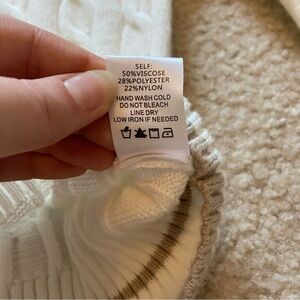 SELF:
50%VISCOSE
28%POLYESTER
22%NYLON
HAND WASH COLD
DO NOT BLEACH
LINE DRY
LOW IRON IF NEEDED